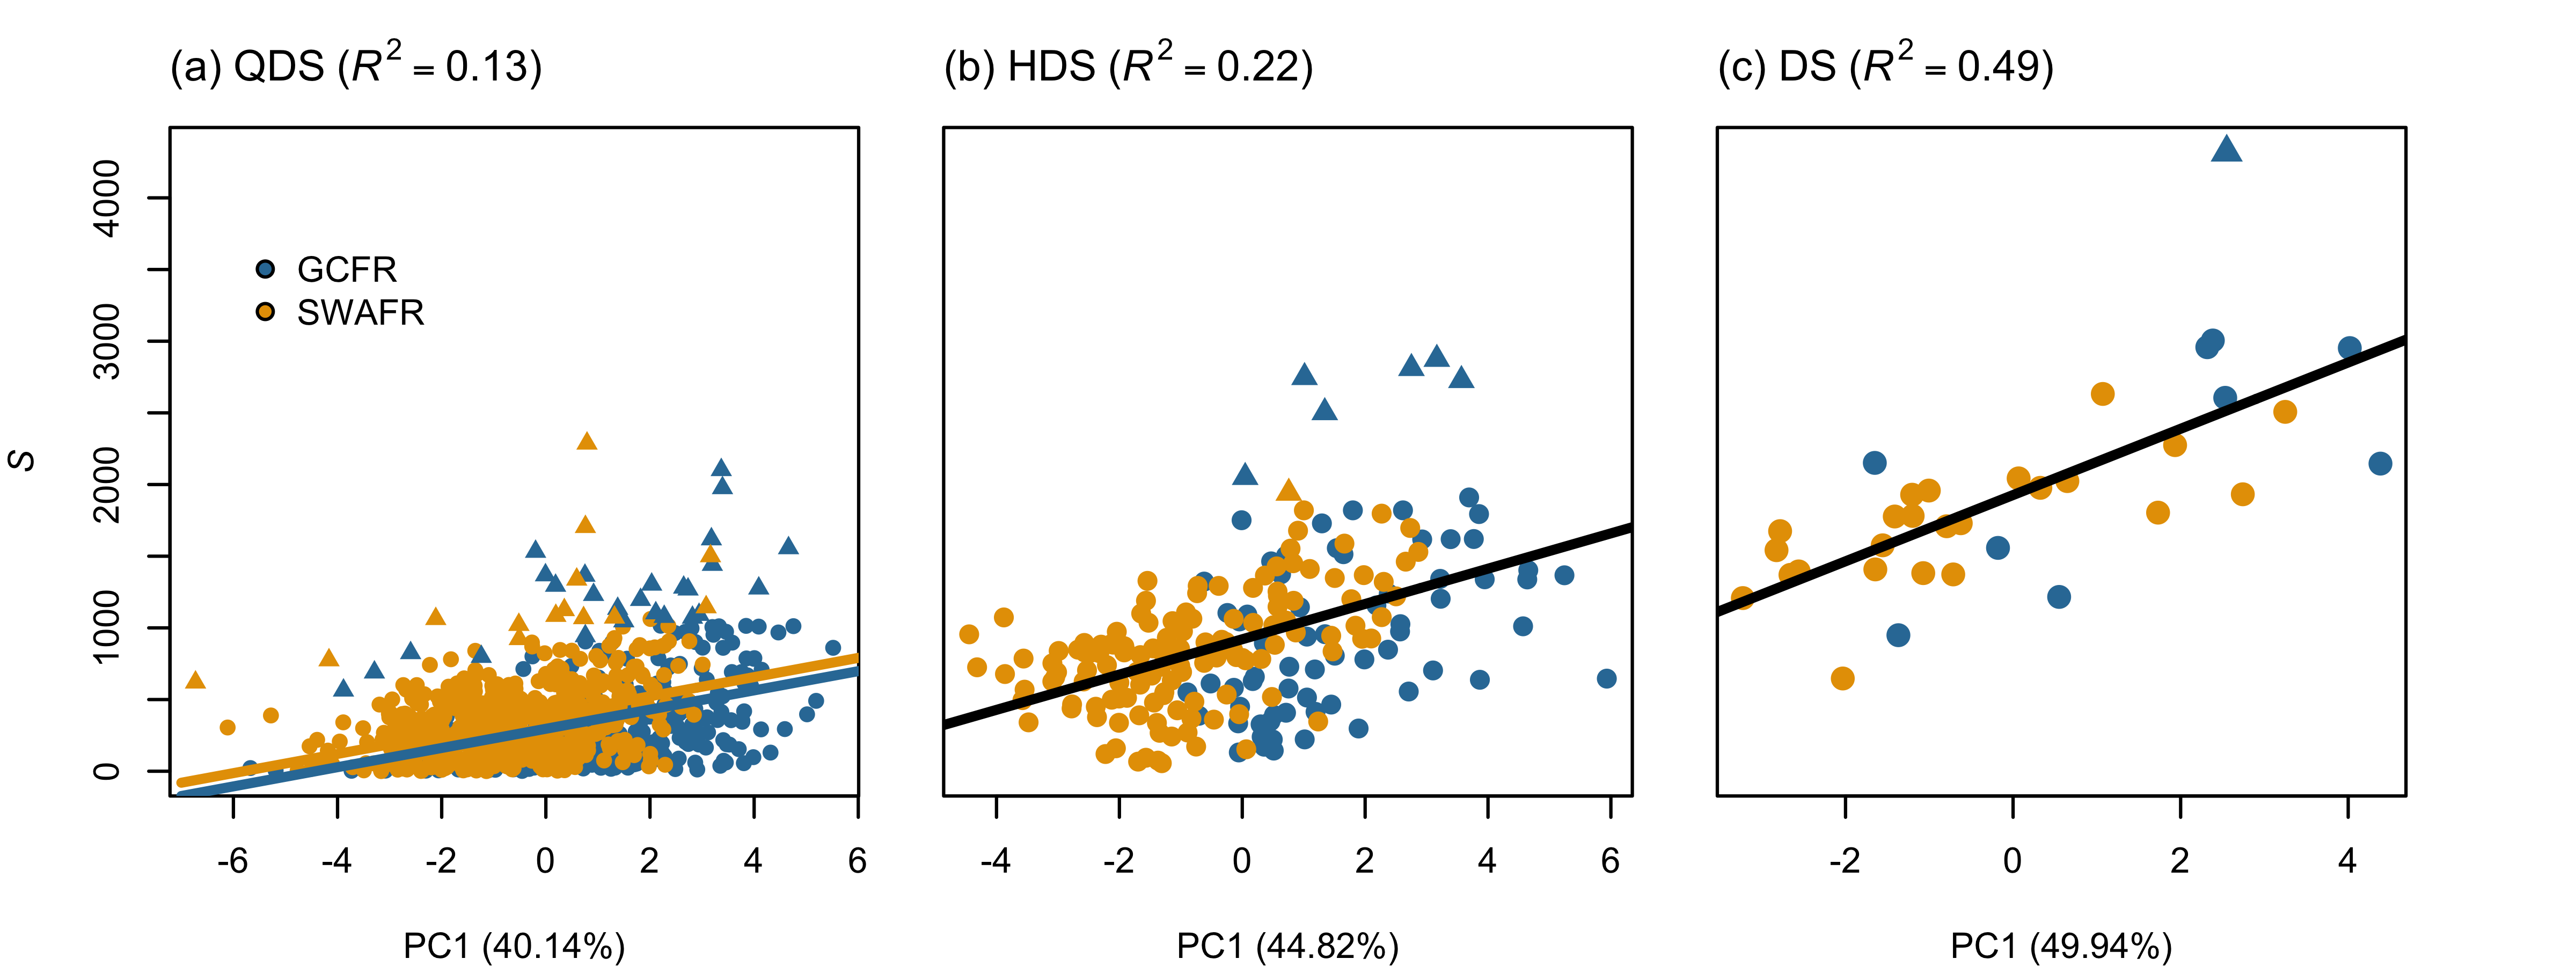 (a) QDS (R² = 0.13)
(b) HDS (R² = 0.22)
(c) DS (R² = 0.49)
S
4000
3000
2000
1000
0
GCFR
SWAFR
-6 -4 -2 0 2 4 6
-4 -2 0 2 4 6
-2 0 2 4
PC1 (40.14%)
PC1 (44.82%)
PC1 (49.94%)